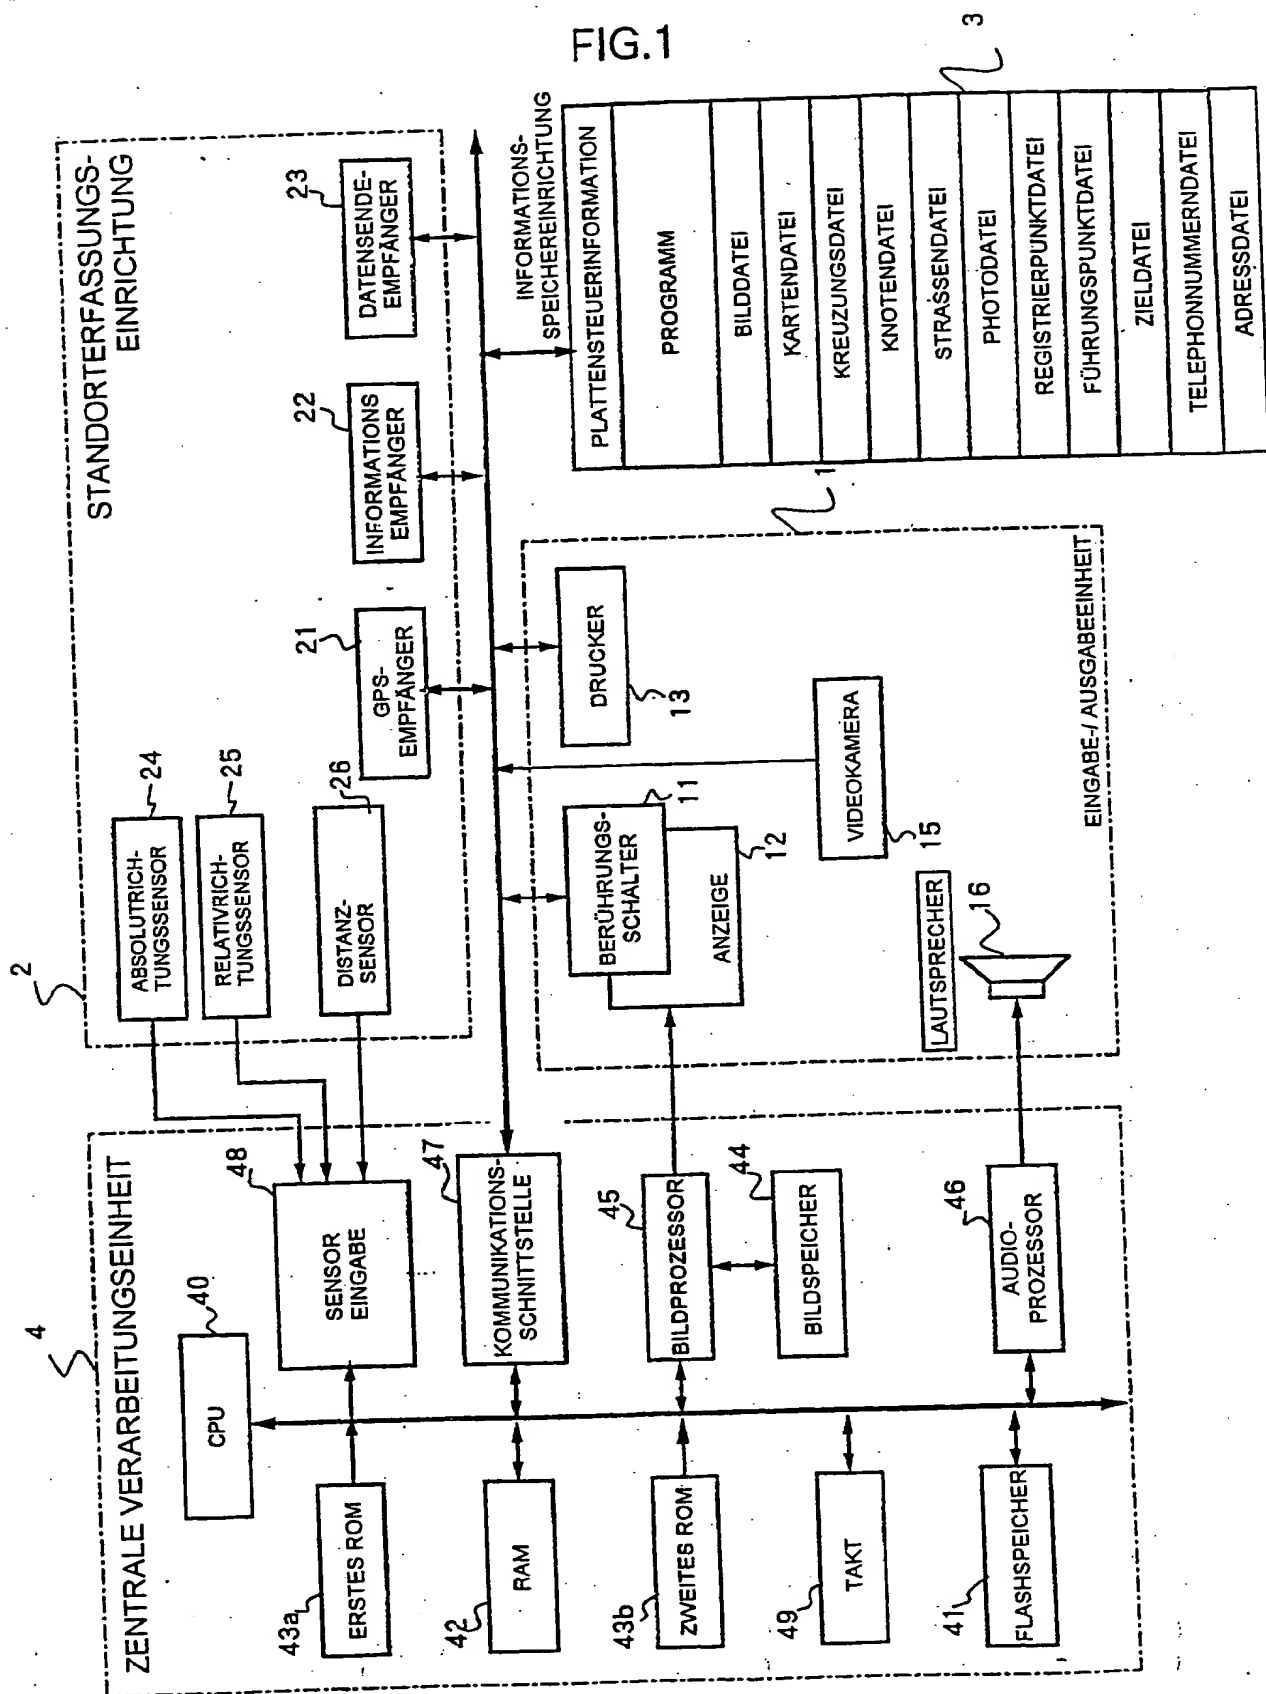 FIG.1
ZENTRALE VERARBEITUNGSEINHEIT
4
CPU
40
ERSTES ROM
43a
SENSOR
EINGABE
48
RAM
42
KOMMUNIKATIONS-
SCHNITTSTELLE
47
ZWEITES ROM
43b
BILDPROZESSOR
45
BILDSPEICHER
44
TAKT
49
FLASHSPEICHER
41
AUDIO-
PROZESSOR
46
2
STANDORTERFASSUNGS-
EINRICHTUNG
ABSOLUTRICH-
TUNGSSENSOR
24
RELATIVRICH-
TUNGSSENSOR
25
DISTANZ-
SENSOR
26
GPS-
EMPFÄNGER
21
INFORMATIONS
EMPFÄNGER
22
DATENSENDE-
EMPFÄNGER
23
BERÜHRUNGS-
SCHALTER
11
ANZEIGE
12
DRUCKER
13
VIDEOKAMERA
15
LAUTSPRECHER
16
EINGABE-/ AUSGABEEINHEIT
1
INFORMATIONS-
SPEICHEREINRICHTUNG
3
PLATTENSTEUERINFORMATION
PROGRAMM
BILDDATEI
KARTENDATEI
KREUZUNGSDATEI
KNOTENDATEI
STRASSENDATEI
PHOTODATEI
REGISTRIERPUNKTDATEI
FÜHRUNGSPUNKTDATEI
ZIELDATEI
TELEPHONNUMMERNDATEI
ADRESSDATEI